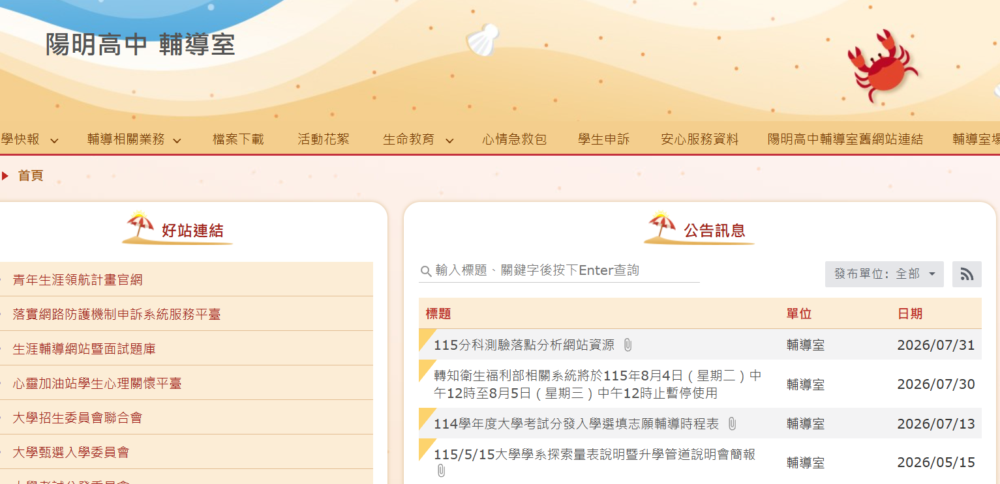 陽明高中 輔導室
學快報 輔導相關業務 檔案下載 活動花絮 生命教育 心情急救包 學生申訴 安心服務資料 陽明高中輔導室舊網站連結 輔導室場
首頁
好站連結
青年生涯領航計畫官網
落實網路防護機制申訴系統服務平臺
生涯輔導網站暨面試題庫
心靈加油站學生心理關懷平臺
大學招生委員會聯合會
大學甄選入學委員會
大學考試分發委員會
公告訊息
輸入標題、關鍵字後按下Enter查詢
發布單位: 全部
標題 單位 日期
115分科測驗落點分析網站資源 輔導室 2026/07/31
轉知衛生福利部相關系統將於115年8月4日(星期二)中
午12時至8月5日(星期三)中午12時止暫停使用 輔導室 2026/07/30
114學年度大學考試分發入學選填志願輔導時程表 輔導室 2026/07/13
115/5/15大學學系探索量表說明暨升學管道說明會簡報 輔導室 2026/05/15